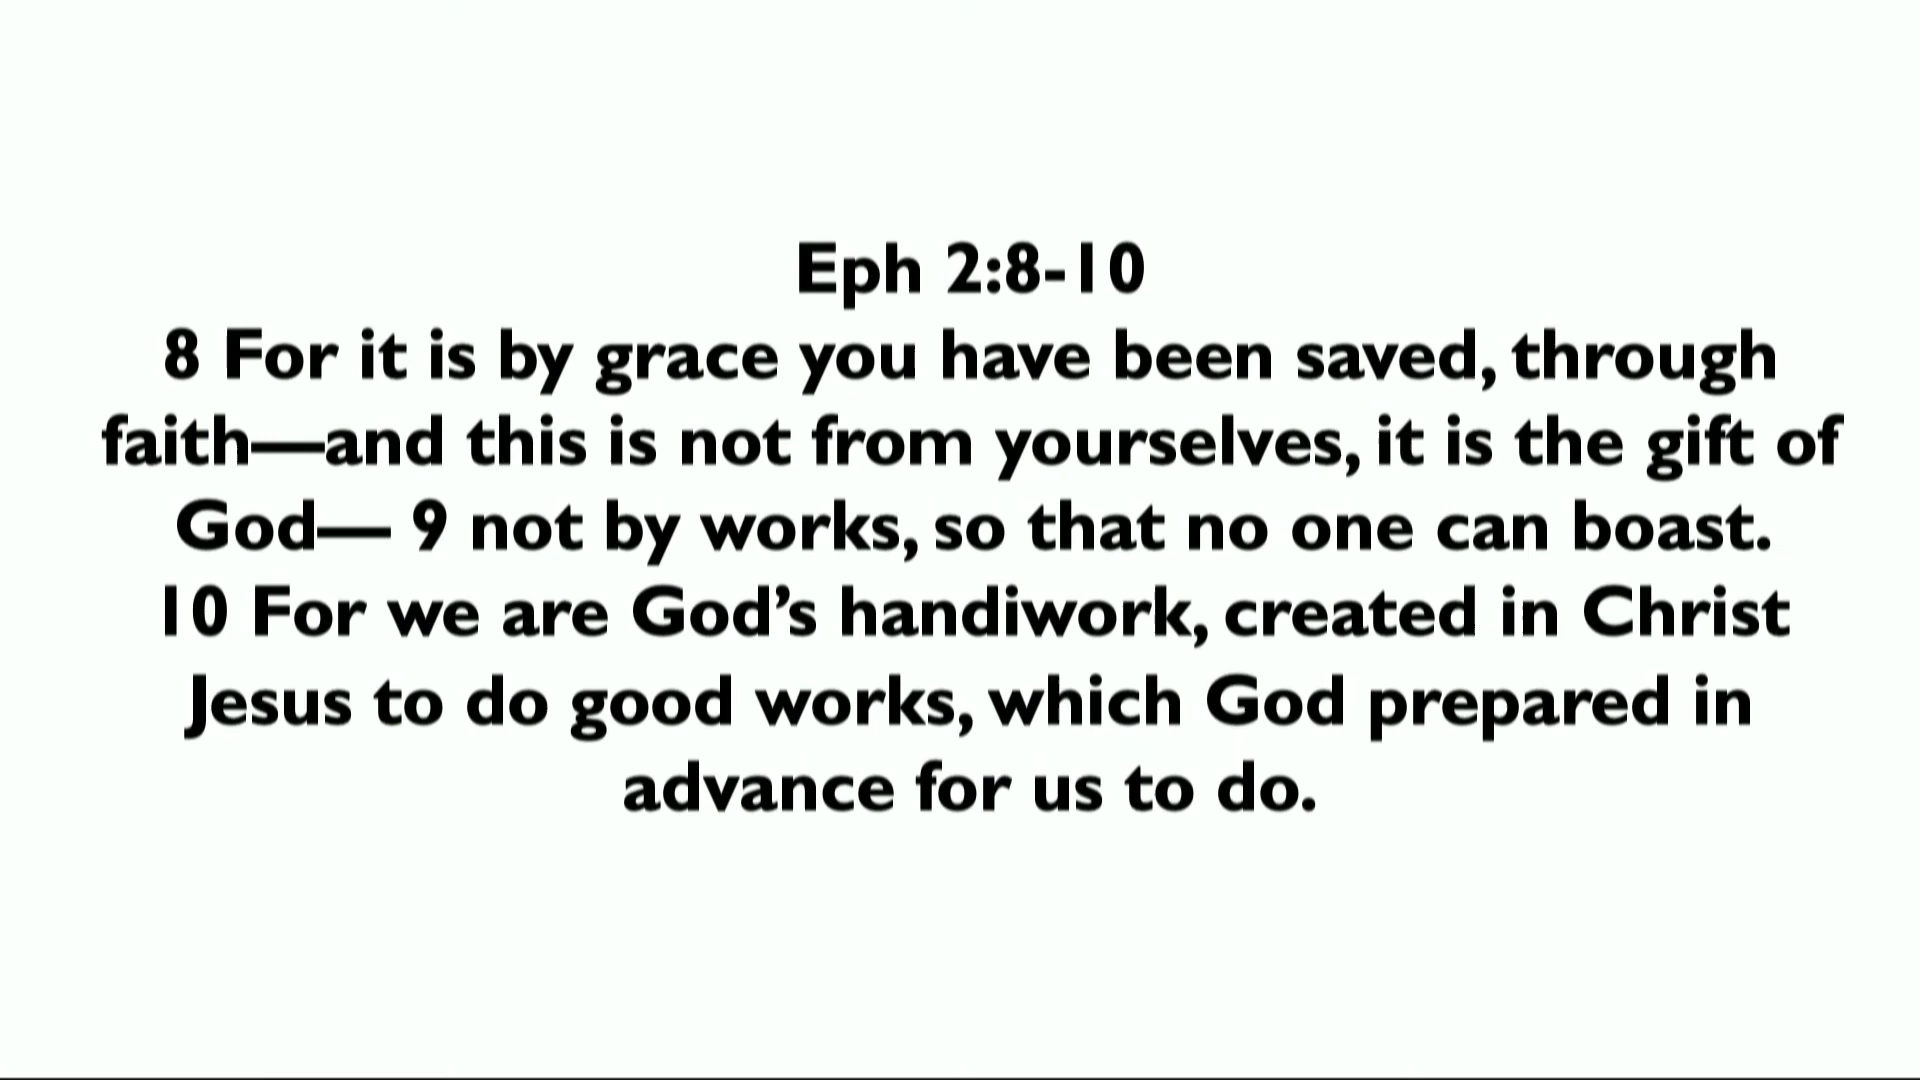 Eph 2:8-10
8 For it is by grace you have been saved, through
faith—and this is not from yourselves, it is the gift of
God— 9 not by works, so that no one can boast.
10 For we are God’s handiwork, created in Christ
Jesus to do good works, which God prepared in
advance for us to do.